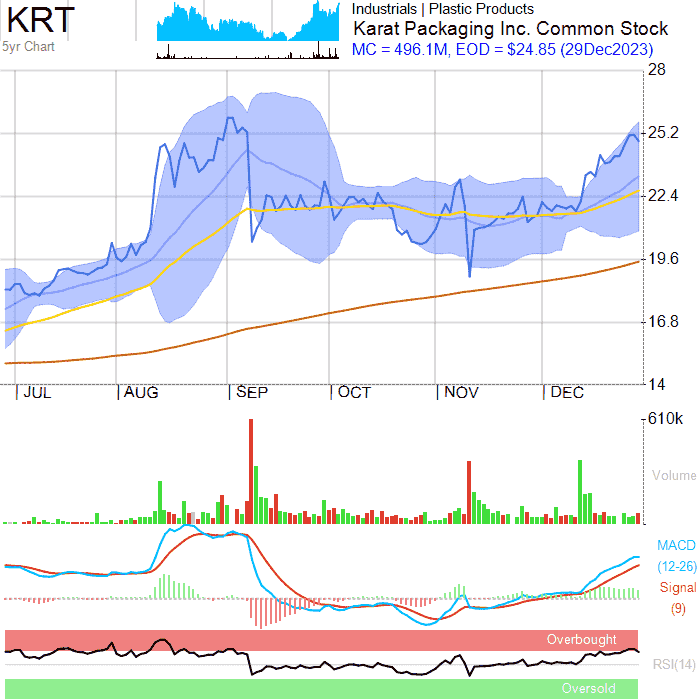 KRT
5yr Chart
Industrials | Plastic Products
Karat Packaging Inc. Common Stock
MC = 496.1M, EOD = $24.85 (29Dec2023)
28
25.2
22.4
19.6
16.8
14
JUL AUG SEP OCT NOV DEC
610k
Volume
MACD
(12-26)
Signal
(9)
Overbought
RSI(14)
Oversold